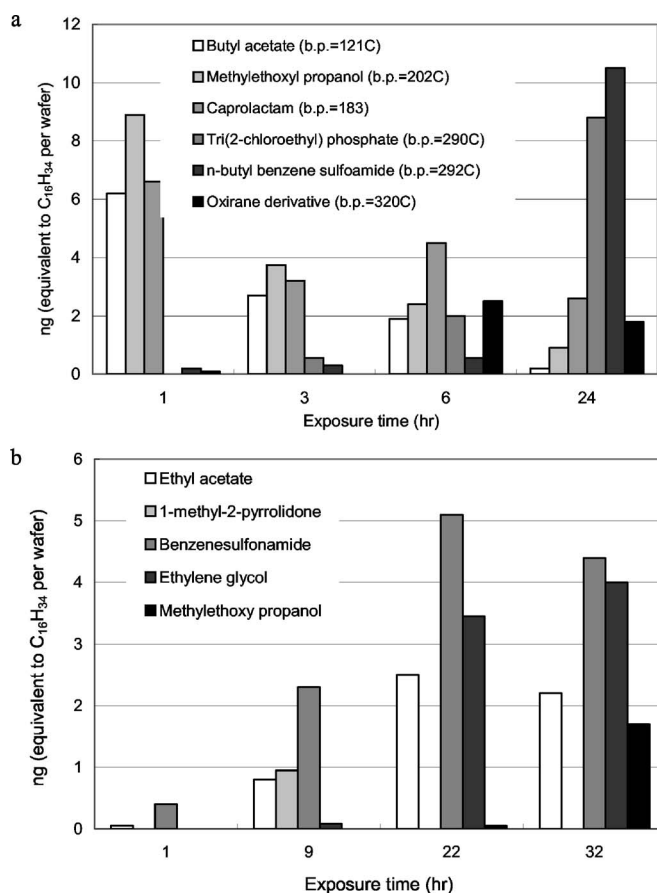 a
12
10
8
6
4
2
0
ng (equivalent to C₁₆H₃₄ per wafer)
Butyl acetate (b.p.=121C)
Methylethoxyl propanol (b.p.=202C)
Caprolactam (b.p.=183)
Tri(2-chloroethyl) phosphate (b.p.=290C)
n-butyl benzene sulfoamide (b.p.=292C)
Oxirane derivative (b.p.=320C)
1 3 6 24
Exposure time (hr)
b
6
5
4
3
2
1
0
ng (equivalent to C₁₆H₃₄ per wafer)
Ethyl acetate
1-methyl-2-pyrrolidone
Benzenesulfonamide
Ethylene glycol
Methylethoxy propanol
1 9 22 32
Exposure time (hr)